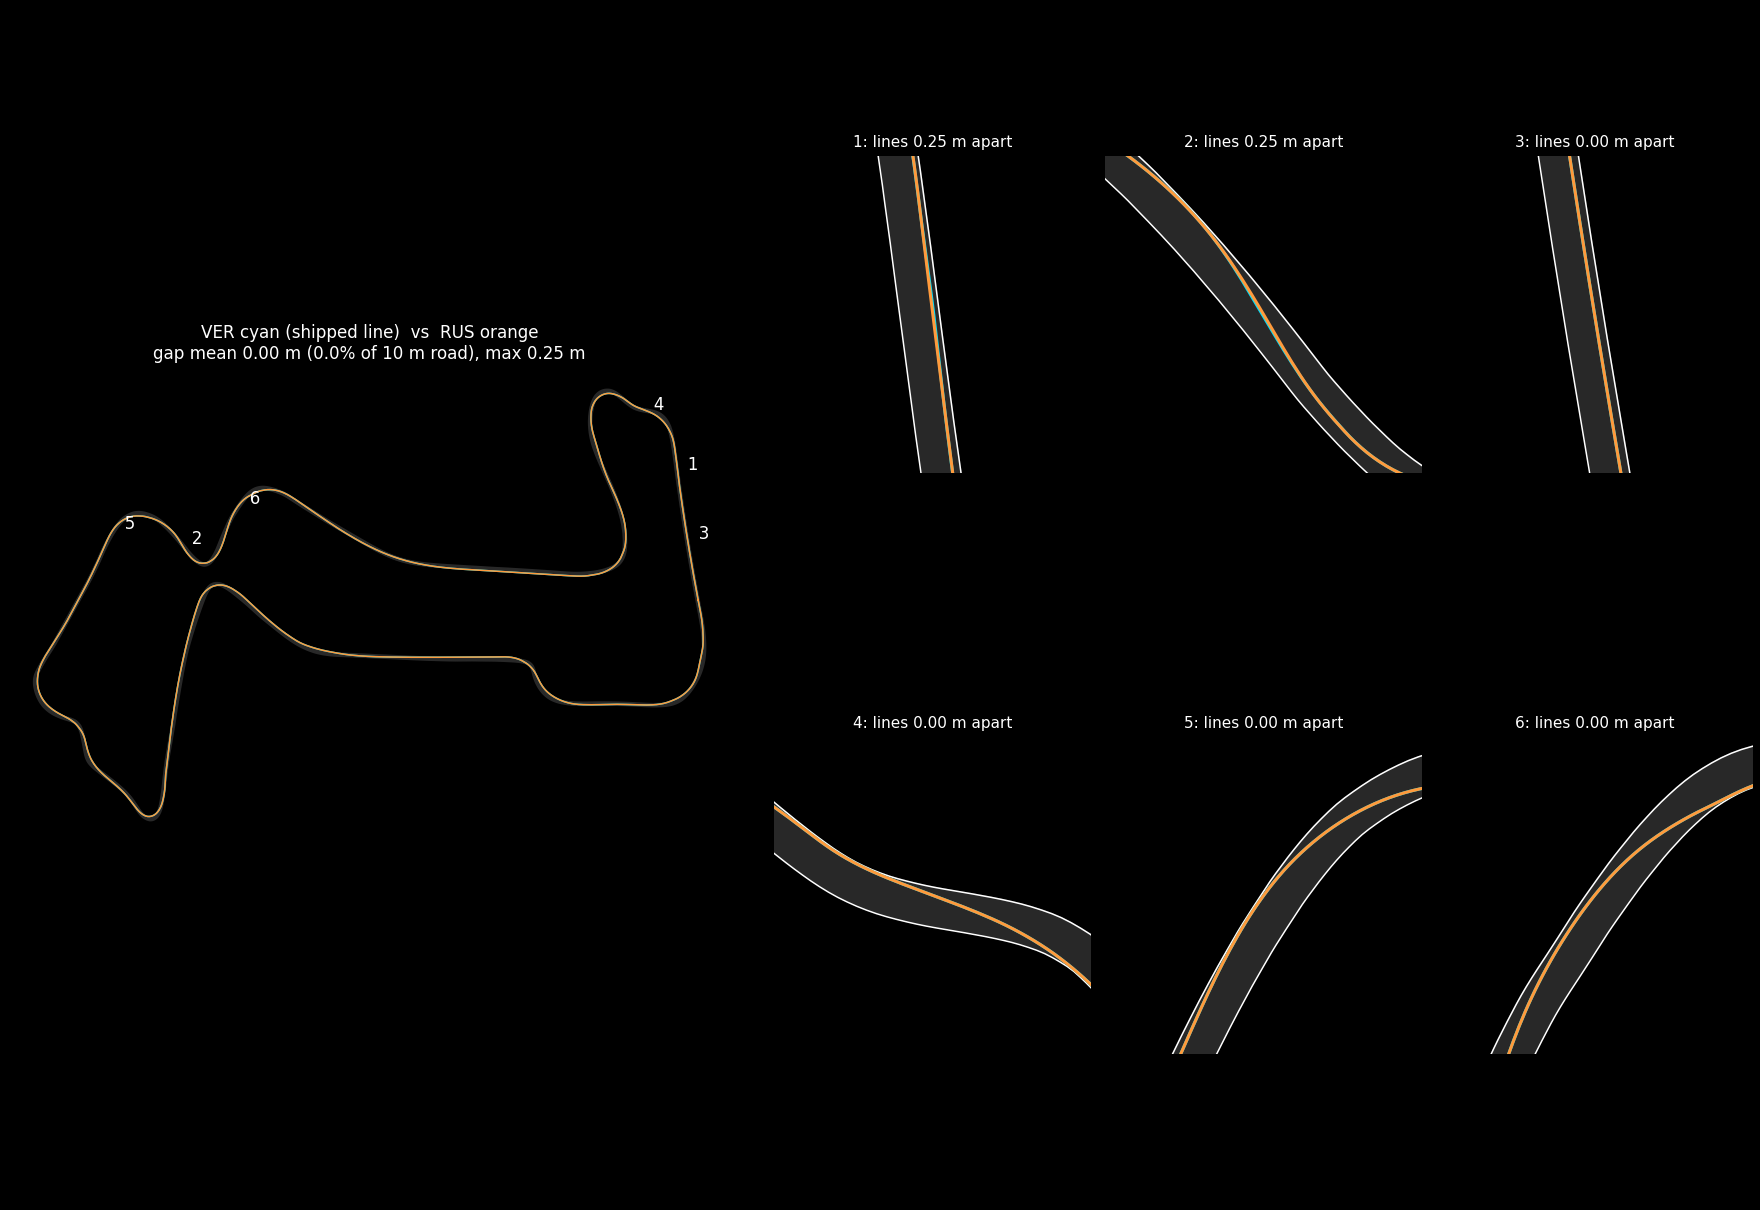 VER cyan (shipped line)  vs  RUS orange
gap mean 0.00 m (0.0% of 10 m road), max 0.25 m
4
1
6
5
2
3
1: lines 0.25 m apart
2: lines 0.25 m apart
3: lines 0.00 m apart
4: lines 0.00 m apart
5: lines 0.00 m apart
6: lines 0.00 m apart